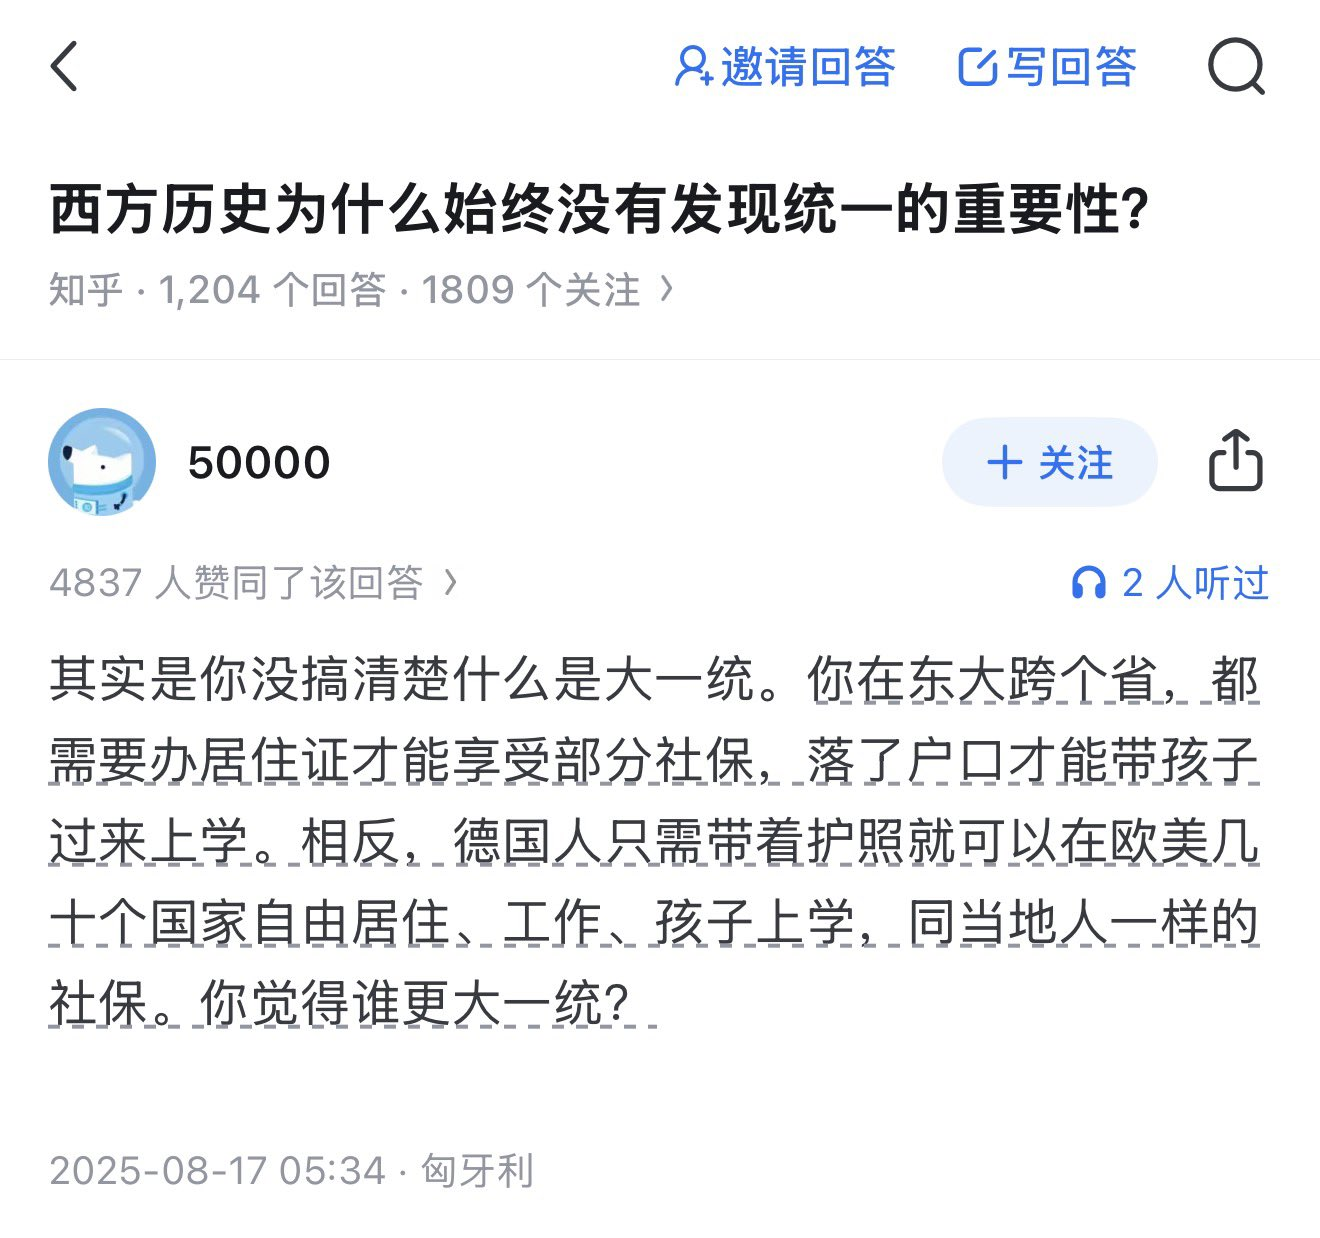 邀请回答 写回答
西方历史为什么始终没有发现统一的重要性?
知乎 · 1,204 个回答 · 1809 个关注 >
50000
+ 关注
4837 人赞同了该回答 >
2 人听过
其实是你没搞清楚什么是大一统。你在东大跨个省，都
需要办居住证才能享受部分社保，落了户口才能带孩子
过来上学。相反，德国人只需带着护照就可以在欧美几
十个国家自由居住、工作、孩子上学，同当地人一样的
社保。你觉得谁更大一统？
2025-08-17 05:34 · 匈牙利